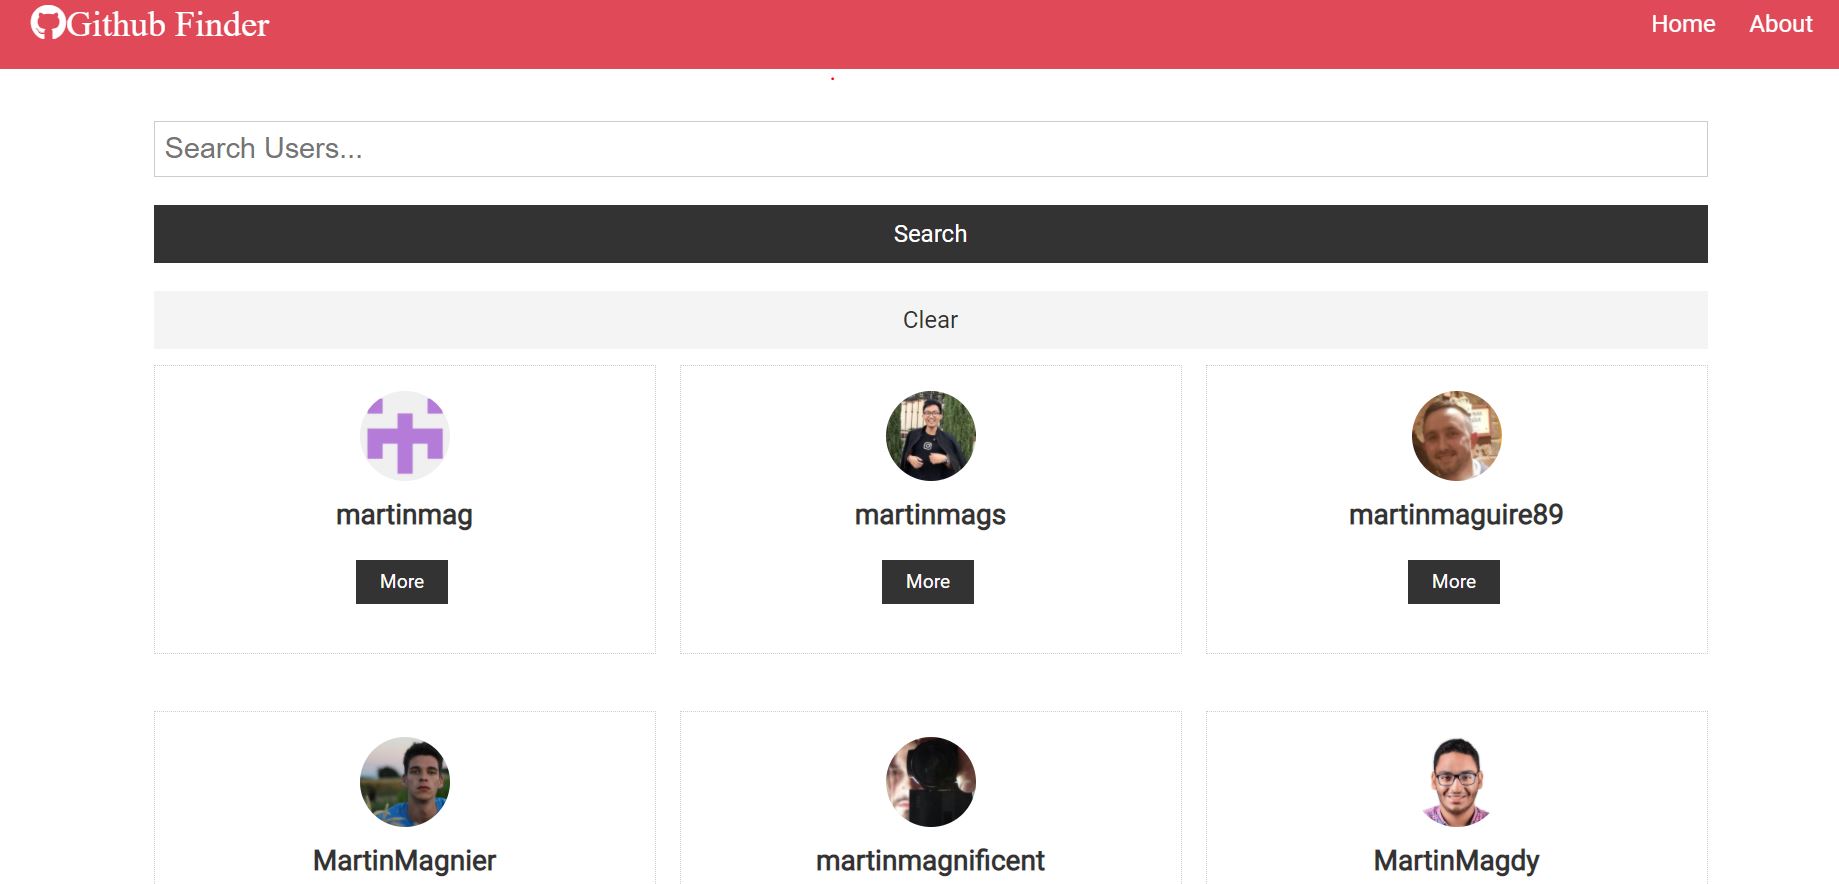 Github Finder
Home
About
Search Users...
Search
Clear
martinmag
martinmags
martinmaguire89
More
More
More
MartinMagnier
martinmagnificent
MartinMagdy